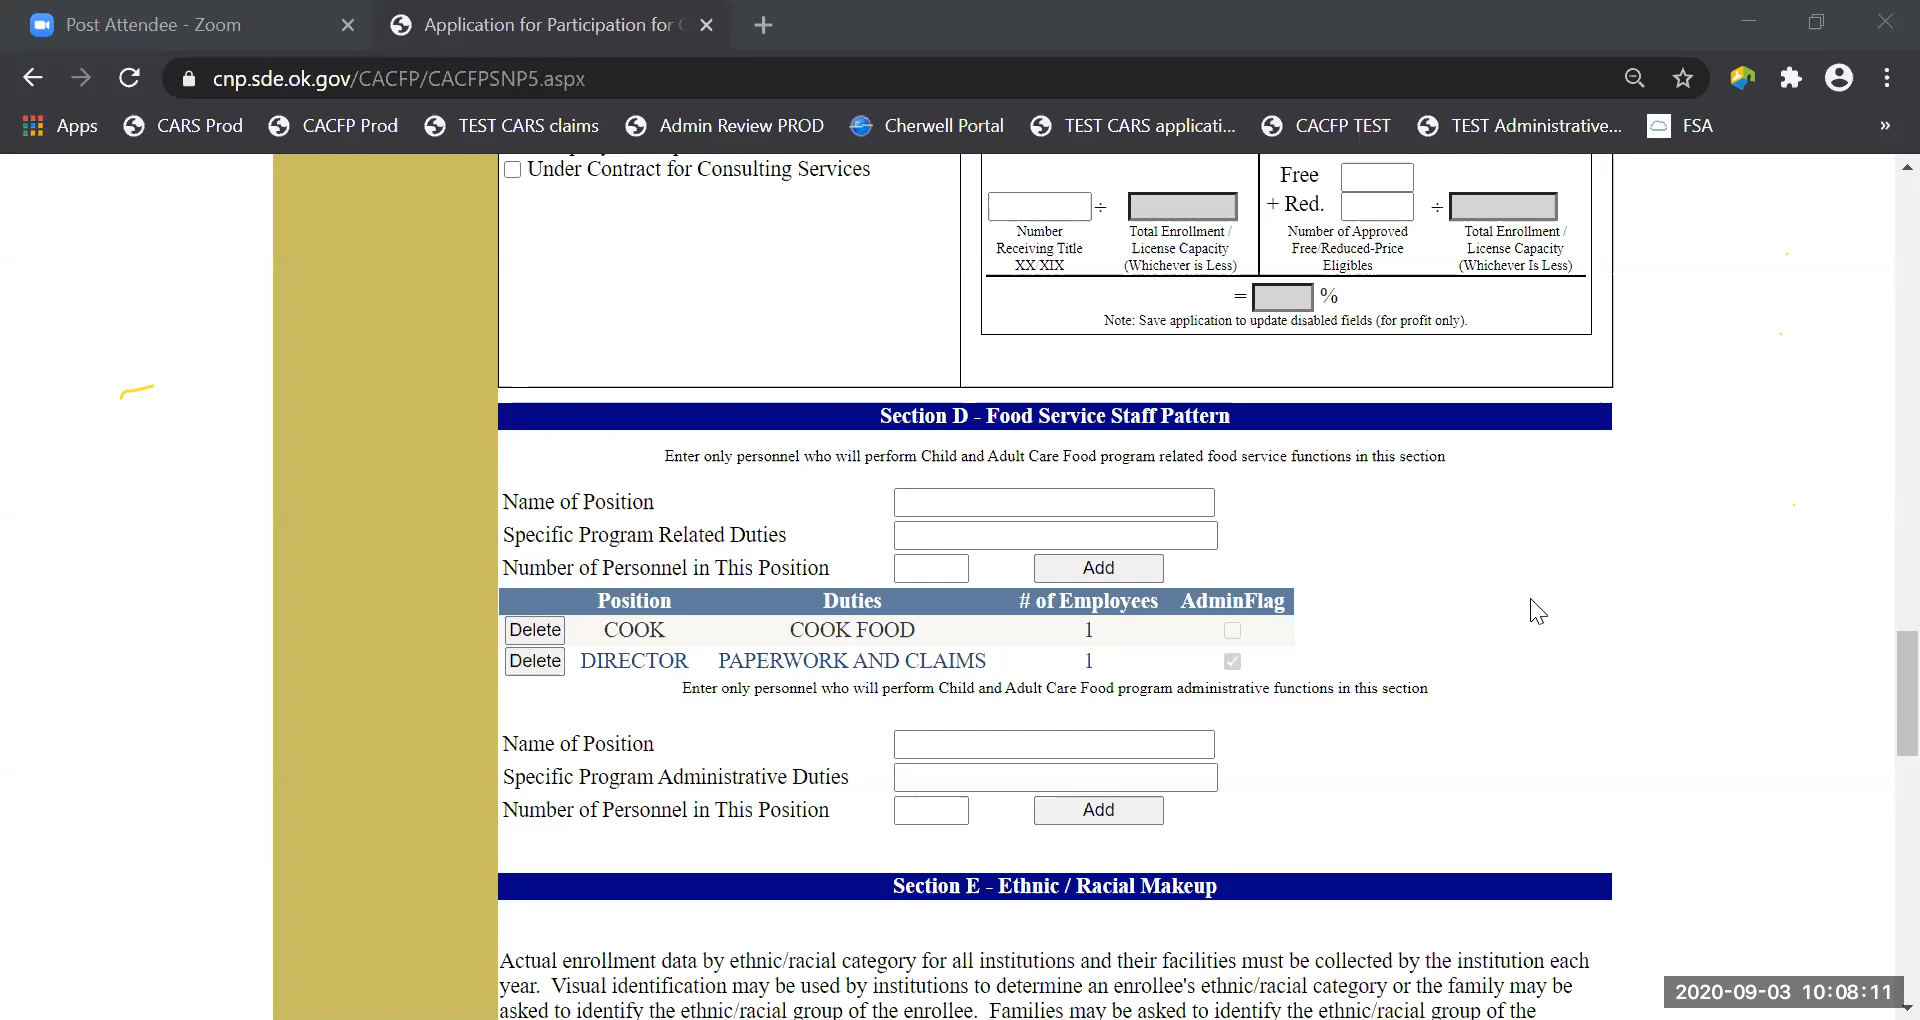 Post Attendee - Zoom
Application for Participation for
cnp.sde.ok.gov/CACFP/CACFPSNP5.aspx
Apps CARS Prod CACFP Prod TEST CARS claims Admin Review PROD Cherwell Portal TEST CARS applicati... CACFP TEST TEST Administrative... FSA »
Under Contract for Consulting Services
Free
+ Red.
÷ ÷
Number Receiving Title XX/XIX
Total Enrollment / License Capacity (Whichever is Less)
Number of Approved Free/Reduced-Price Eligibles
Total Enrollment / License Capacity (Whichever Is Less)
= %
Note: Save application to update disabled fields (for profit only).
Section D - Food Service Staff Pattern
Enter only personnel who will perform Child and Adult Care Food program related food service functions in this section
Name of Position
Specific Program Related Duties
Number of Personnel in This Position Add
Position Duties # of Employees AdminFlag
Delete COOK COOK FOOD 1
Delete DIRECTOR PAPERWORK AND CLAIMS 1
Enter only personnel who will perform Child and Adult Care Food program administrative functions in this section
Name of Position
Specific Program Administrative Duties
Number of Personnel in This Position Add
Section E - Ethnic / Racial Makeup
Actual enrollment data by ethnic/racial category for all institutions and their facilities must be collected by the institution each
year. Visual identification may be used by institutions to determine an enrollee's ethnic/racial category or the family may be
asked to identify the ethnic/racial group of the enrollee. Families may be asked to identify the ethnic/racial group of the
2020-09-03 10:08:11